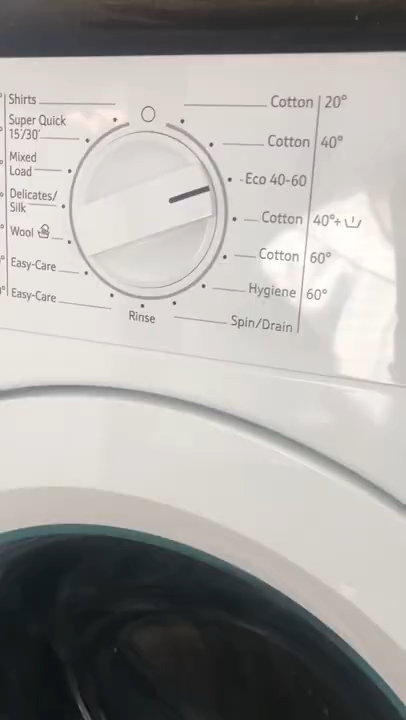 Shirts
Super Quick
15'/30'
Mixed
Load
Delicates/
Silk
Wool
Easy-Care
Easy-Care
Rinse
Cotton 20°
Cotton 40°
Eco 40-60
Cotton 40°+
Cotton 60°
Hygiene 60°
Spin/Drain